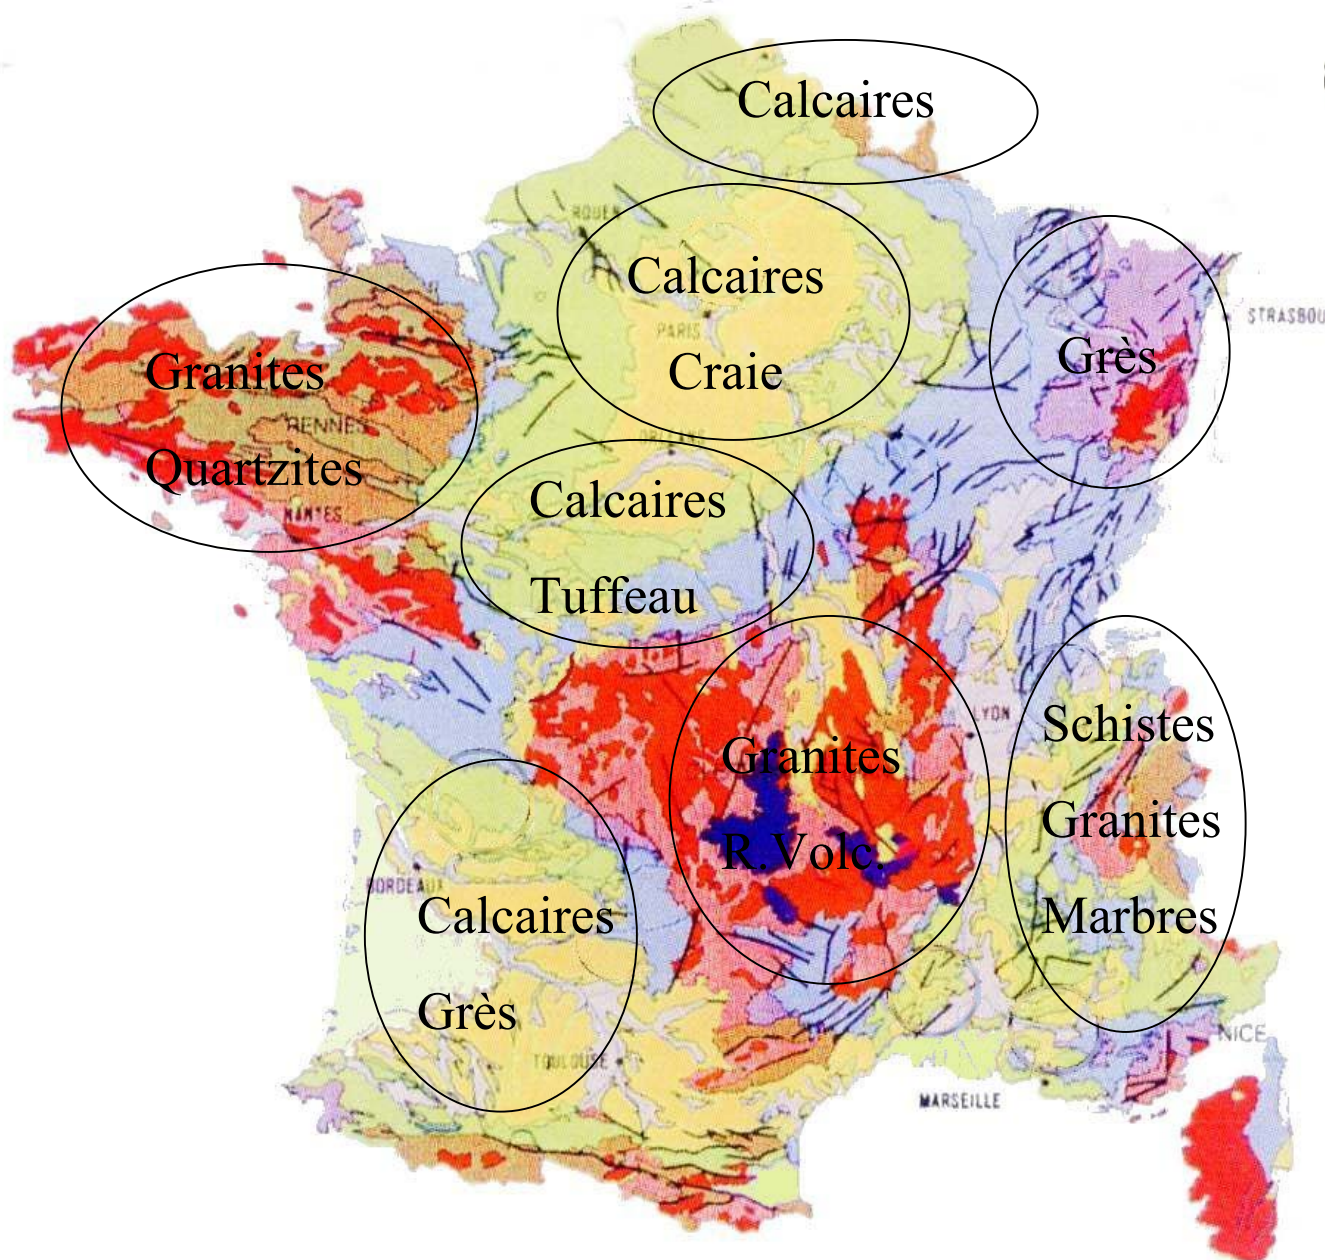 Calcaires
ROUEN
Calcaires
PARIS
Craie
STRASBOU
Grès
Granites
RENNES
Quartzites
NANTES
ORLEANS
Calcaires
Tuffeau
LYON
Schistes
Granites
Granites
R.Volc.
Marbres
BORDEAUX
Calcaires
Grès
TOULOUSE
NICE
MARSEILLE